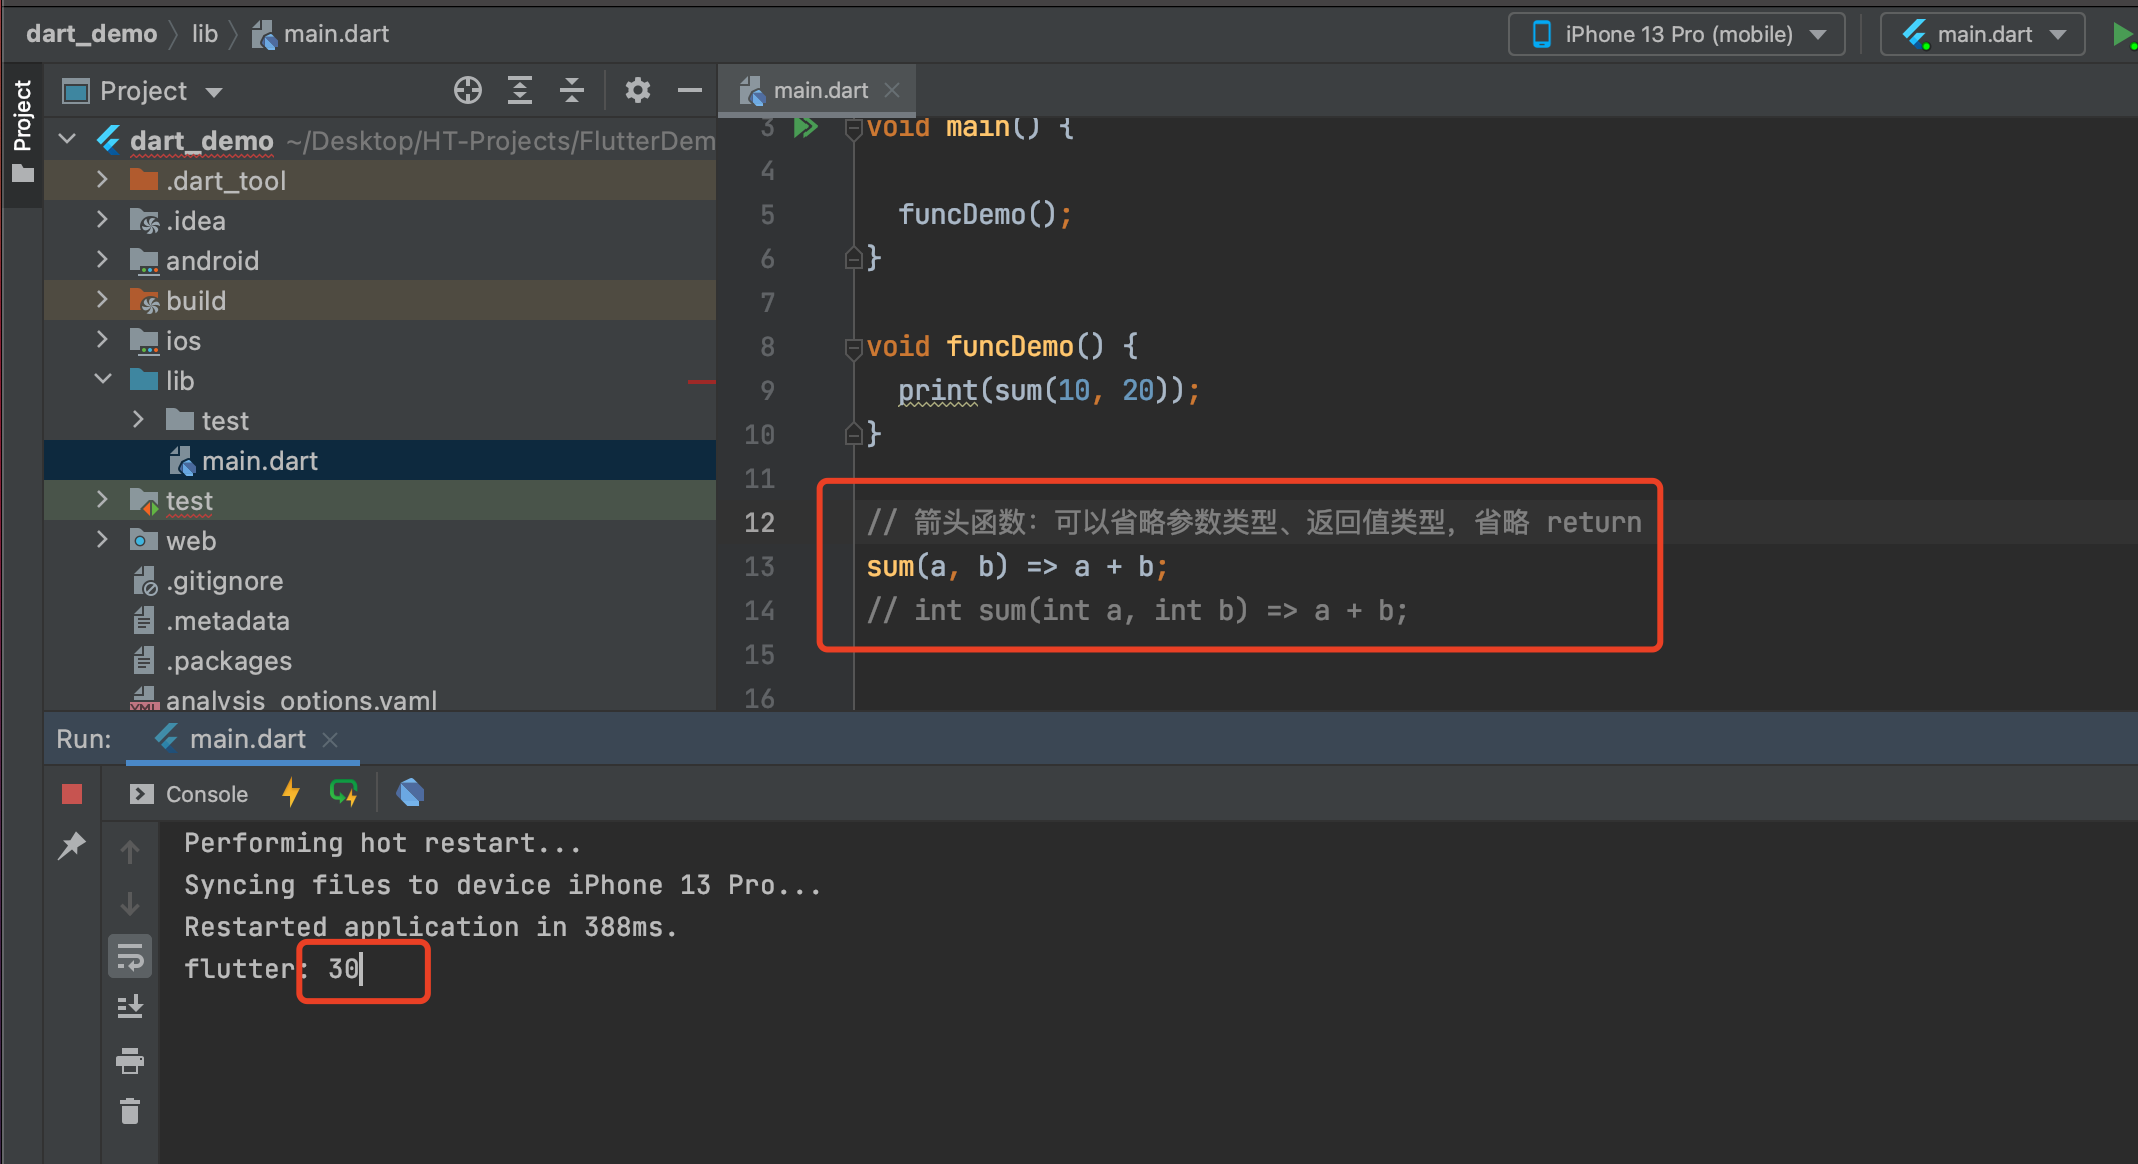 dart_demo lib main.dart
iPhone 13 Pro (mobile) main.dart
Project
Project
main.dart
dart_demo ~/Desktop/HT-Projects/FlutterDem
.dart_tool
.idea
android
build
ios
lib
test
main.dart
test
web
.gitignore
.metadata
.packages
analysis_options.yaml
3 void main() {
4
5 funcDemo();
6 }
7
8 void funcDemo() {
9 print(sum(10, 20));
10 }
11
12 // 箭头函数：可以省略参数类型、返回值类型，省略 return
13 sum(a, b) => a + b;
14 // int sum(int a, int b) => a + b;
15
16
Run: main.dart
Console
Performing hot restart...
Syncing files to device iPhone 13 Pro...
Restarted application in 388ms.
flutter: 30